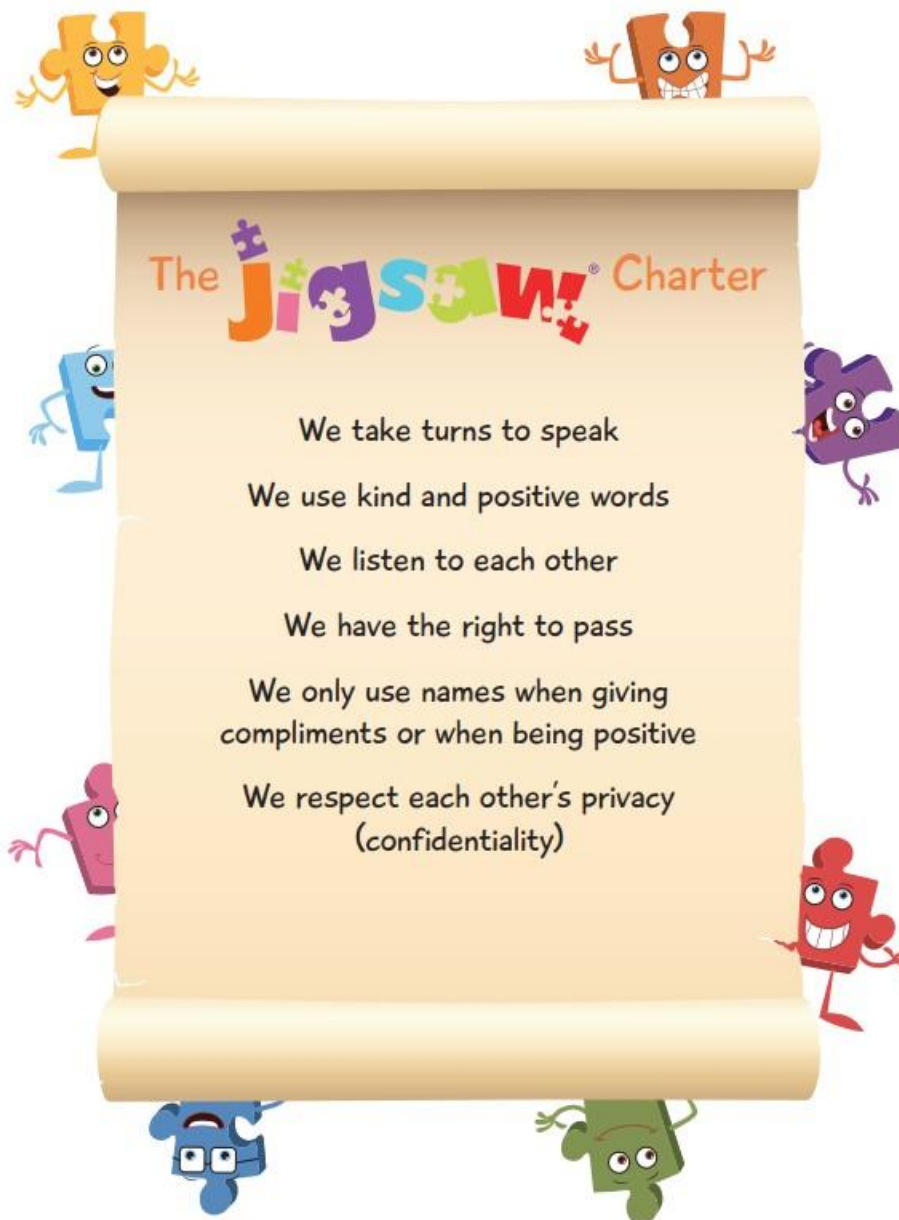 The jigsaw® Charter
We take turns to speak
We use kind and positive words
We listen to each other
We have the right to pass
We only use names when giving
compliments or when being positive
We respect each other's privacy
(confidentiality)